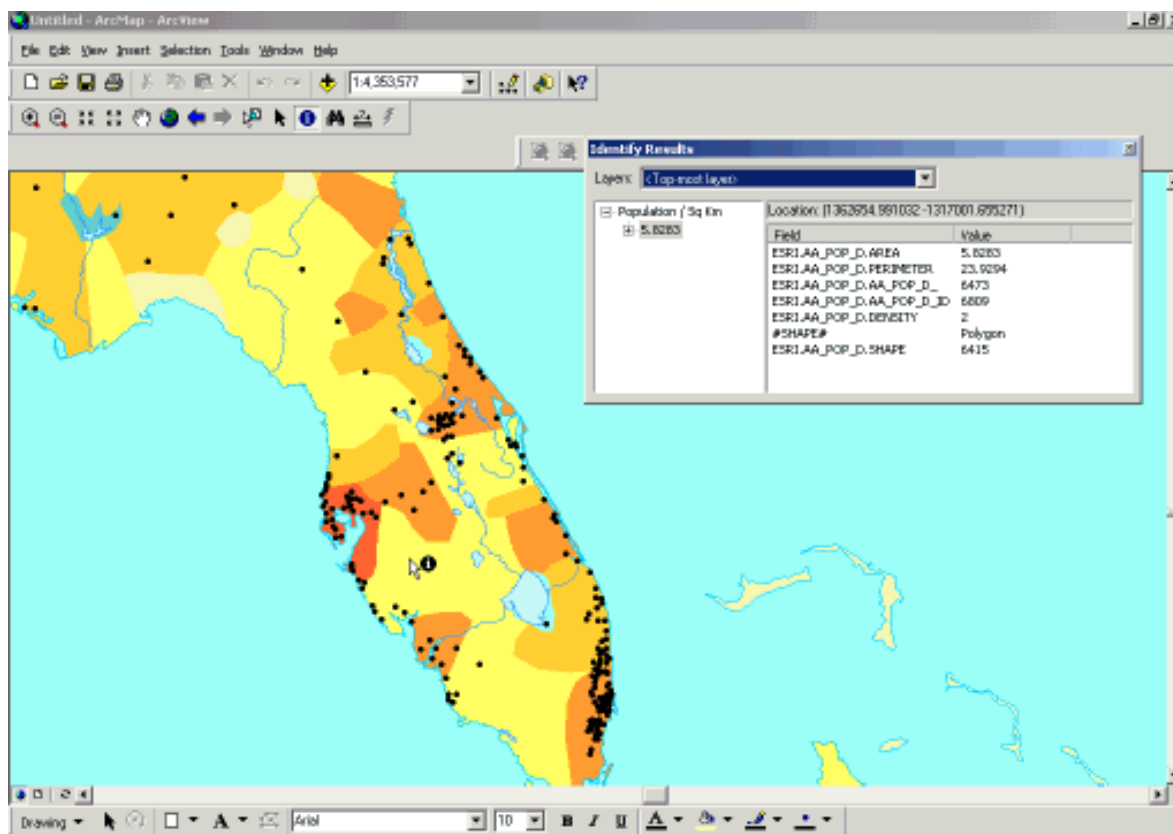 Untitled - ArcMap - ArcView
File Edit View Insert Selection Tools Window Help
1:4,353,577
Identify Results
Layers: <Top-most layer>
Population / Sq Km
5.8283
Location: (1362654.991032 -1317001.655271)
Field Value
ESRI.AA_POP_D.AREA 5.8283
ESRI.AA_POP_D.PERIMETER 23.9294
ESRI.AA_POP_D.AA_POP_D_ 6473
ESRI.AA_POP_D.AA_POP_D_ID 6809
ESRI.AA_POP_D.DENSITY 2
#SHAPE# Polygon
ESRI.AA_POP_D.SHAPE 6415
Drawing A Arial 10 B I U A